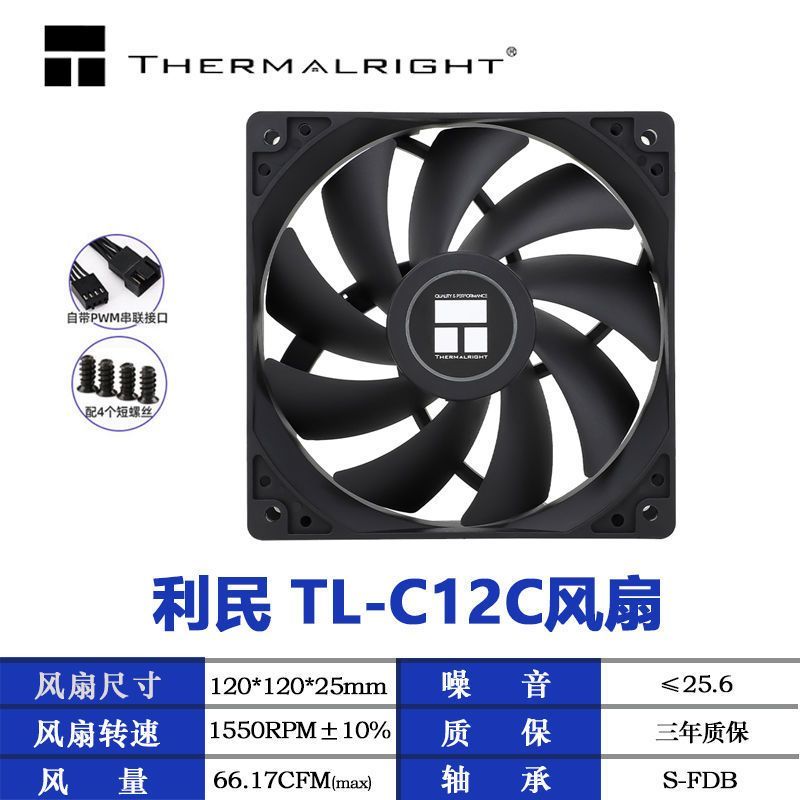 THERMALRIGHT®
自带PWM串联接口
配4个短螺丝
QUALITY & PERFORMANCE
THERMALRIGHT
利民 TL-C12C风扇
风扇尺寸 120*120*25mm 噪 音 ≤25.6
风扇转速 1550RPM±10% 质 保 三年质保
风 量 66.17CFM(max) 轴 承 S-FDB